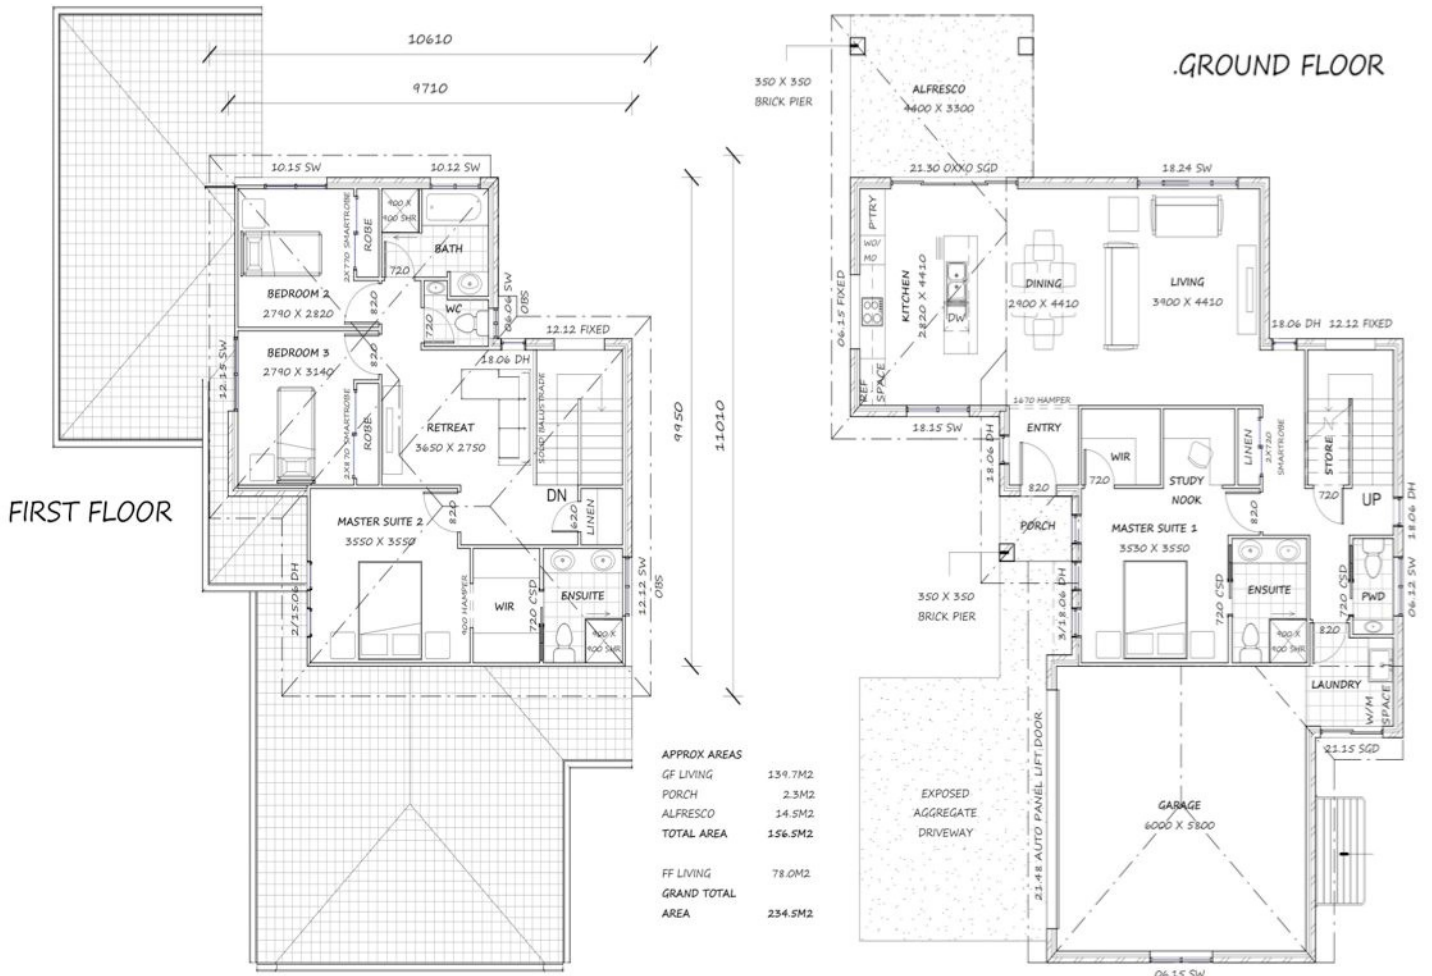 10610
9710
.GROUND FLOOR
350 X 350
BRICK PIER
ALFRESCO
4400 X 3300
10.15 SW
10.12 SW
21.30 OXXO SGD
18.24 SW
900 X
900 SHR
2X770 SMARTROBE
ROBE
BATH
720
BEDROOM 2
2790 X 2820
820
WC
720
06.06 SW
OBS
12.12 FIXED
18.06 DH
BEDROOM 3
2790 X 3140
820
12.15 SW
2X870 SMARTROBE
ROBE
RETREAT
3650 X 2750
SOLID BALUSTRADE
9950
11010
FIRST FLOOR
DN
620
LINEN
MASTER SUITE 2
3550 X 3550
820
2/15.06 DH
900 HAMPER
WIR
720 CSD
ENSUITE
900 X
900 SHR
12.12 SW
OBS
P'TRY
WO/
MO
KITCHEN
2820 X 4410
DW
DINING
2900 X 4410
LIVING
3900 X 4410
06.15 FIXED
REF
SPACE
18.06 DH
12.12 FIXED
18.15 SW
1670 HAMPER
18.06 DH
ENTRY
820
WIR
720
STUDY
NOOK
LINEN
2X720
SMARTROBE
STORE
720
UP
18.06 DH
PORCH
MASTER SUITE 1
3530 X 3550
820
350 X 350
BRICK PIER
3/18.06 DH
720 CSD
ENSUITE
900 X
900 SHR
720 CSD
PWD
06.12 SW
820
LAUNDRY
W/M
SPACE
21.15 SGD
21.48 AUTO PANEL LIFT DOOR
EXPOSED
AGGREGATE
DRIVEWAY
GARAGE
6000 X 5800
06.15 SW
APPROX AREAS
GF LIVING 139.7M2
PORCH 2.3M2
ALFRESCO 14.5M2
TOTAL AREA 156.5M2
FF LIVING 78.0M2
GRAND TOTAL
AREA 234.5M2